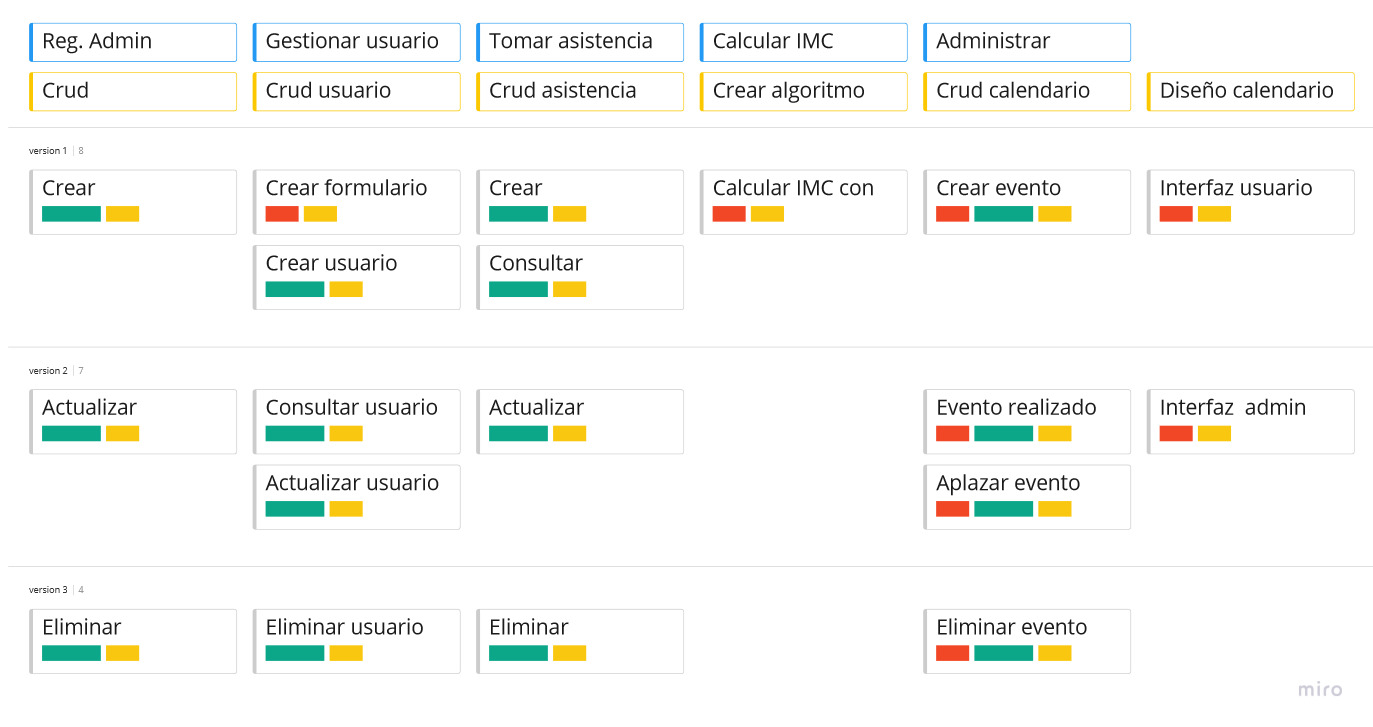 Reg. Admin
Gestionar usuario
Tomar asistencia
Calcular IMC
Administrar
Crud
Crud usuario
Crud asistencia
Crear algoritmo
Crud calendario
Diseño calendario
version 1 | 8
Crear
Crear formulario
Crear
Calcular IMC con
Crear evento
Interfaz usuario
Crear usuario
Consultar
version 2 | 7
Actualizar
Consultar usuario
Actualizar
Evento realizado
Interfaz admin
Actualizar usuario
Aplazar evento
version 3 | 4
Eliminar
Eliminar usuario
Eliminar
Eliminar evento
miro